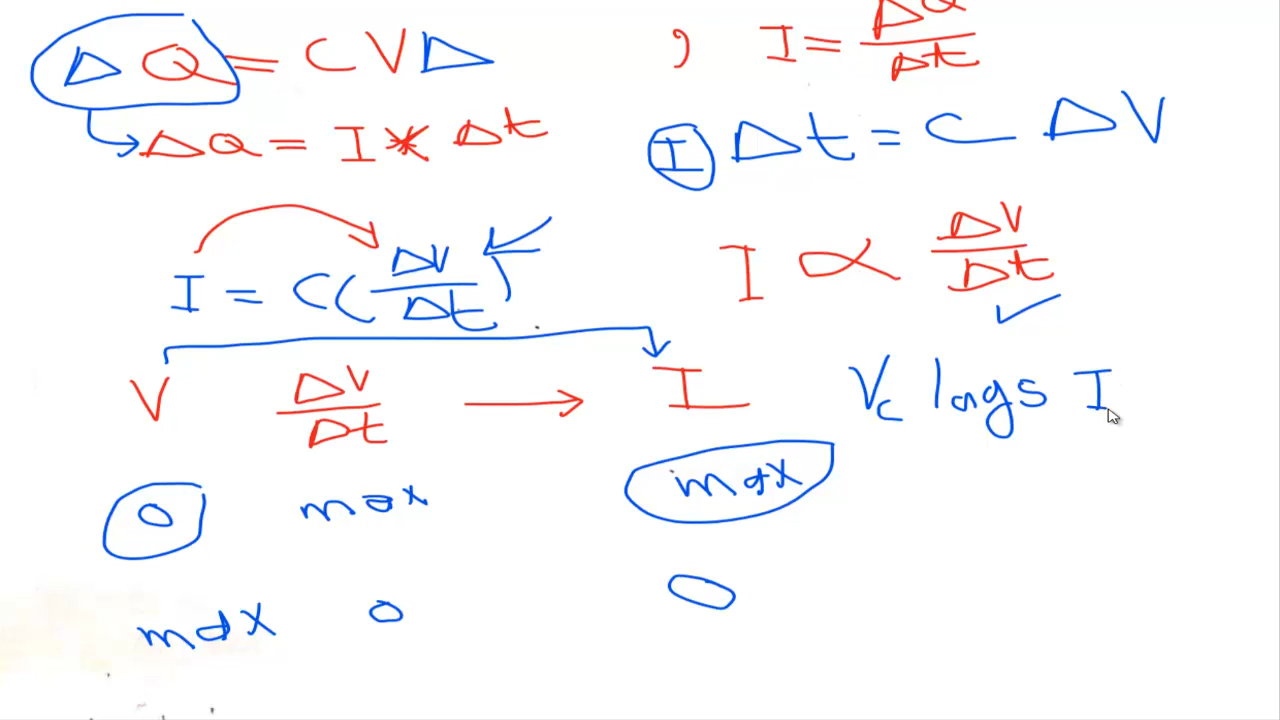 ΔQ = CVΔ , I = ΔQ/Δt
ΔQ = I * Δt
I Δt = C ΔV
I = C(ΔV/Δt)
I ∝ ΔV/Δt ✓
V ΔV/Δt → I
Vc lags I
0 max max
max 0 0